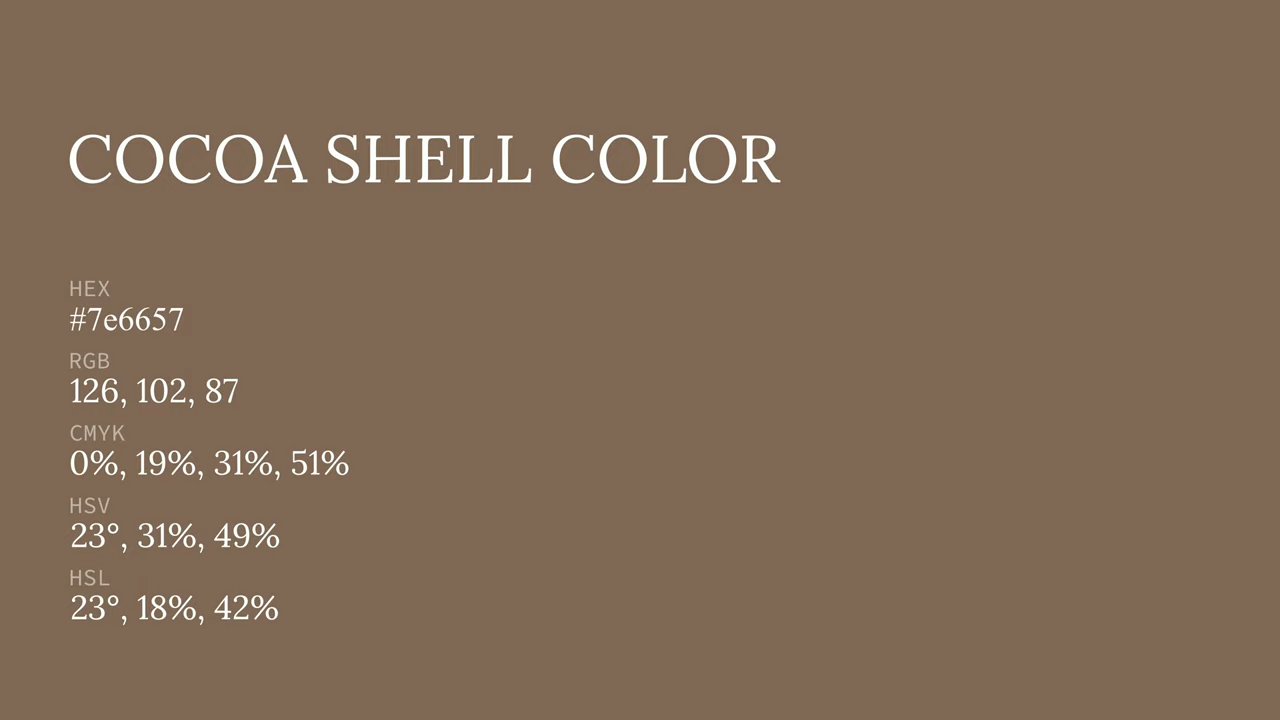 COCOA SHELL COLOR
HEX
#7e6657
RGB
126, 102, 87
CMYK
0%, 19%, 31%, 51%
HSV
23°, 31%, 49%
HSL
23°, 18%, 42%